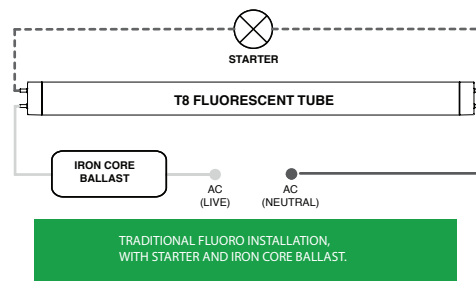 STARTER
T8 FLUORESCENT TUBE
IRON CORE
BALLAST
AC
(LIVE)
AC
(NEUTRAL)
TRADITIONAL FLUORO INSTALLATION,
WITH STARTER AND IRON CORE BALLAST.